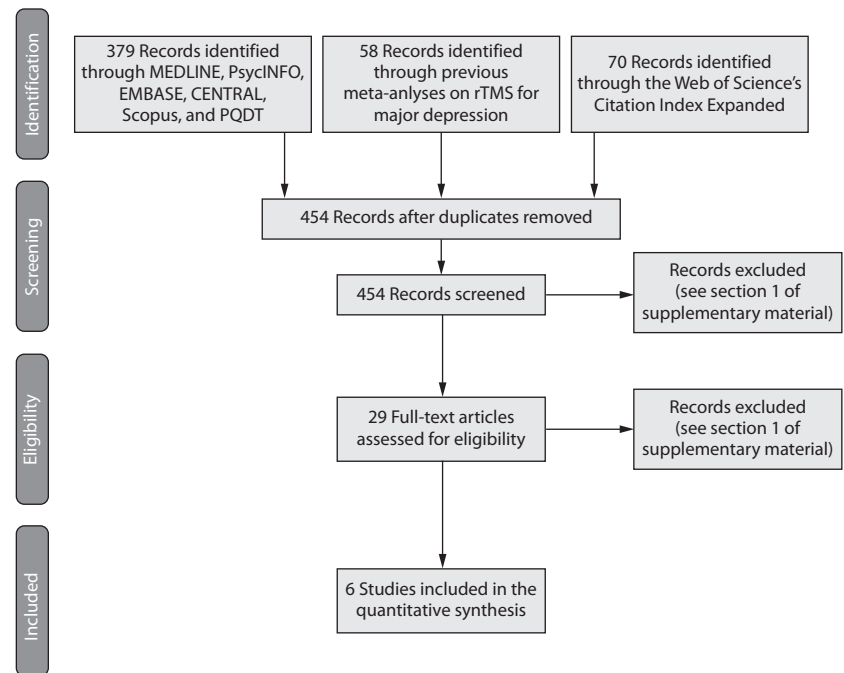 Identification
379 Records identified
through MEDLINE, PsycINFO,
EMBASE, CENTRAL,
Scopus, and PQDT
58 Records identified
through previous
meta-anlyses on rTMS for
major depression
70 Records identified
through the Web of Science's
Citation Index Expanded
Screening
454 Records after duplicates removed
454 Records screened
Records excluded
(see section 1 of
supplementary material)
Eligibility
29 Full-text articles
assessed for eligibility
Records excluded
(see section 1 of
supplementary material)
Included
6 Studies included in the
quantitative synthesis